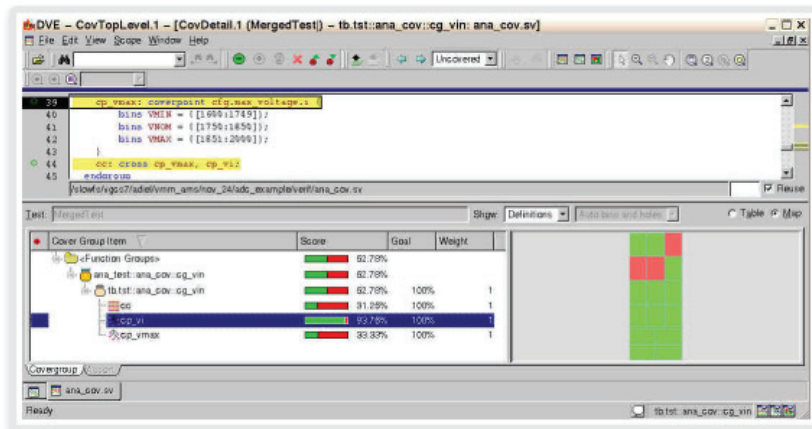 DVE - CovTopLevel.1 - [CovDetail.1 (MergedTest) - tb.tst::ana_cov::cg_vin: ana_cov.sv]
File Edit View Scope Window Help
Uncovered
39 cp_vmax: coverpoint cfg.max_voltage.i {
40 bins VMIN = {[1600:1749]};
41 bins VNOM = {[1750:1850]};
42 bins VMAX = {[1851:2000]};
43 }
44 cc: cross cp_vmax, cp_vi;
45 endgroup
/slowfs/vgss7/adiel/vmm_ams/nov_24/adc_example/verif/ana_cov.sv Reuse
Test: MergedTest Show: Definitions Auto bins and holes Table Map
Cover Group Item Score Goal Weight
<Function Groups> 62.78%
ana_test::ana_cov::cg_vin 62.78%
tb.tst::ana_cov::cg_vin 62.78% 100% 1
cc 31.25% 100% 1
cp_vi 93.76% 100% 1
cp_vmax 33.33% 100% 1
Covergroup Assert
ana_cov.sv
Ready tb.tst::ana_cov::cg_vin